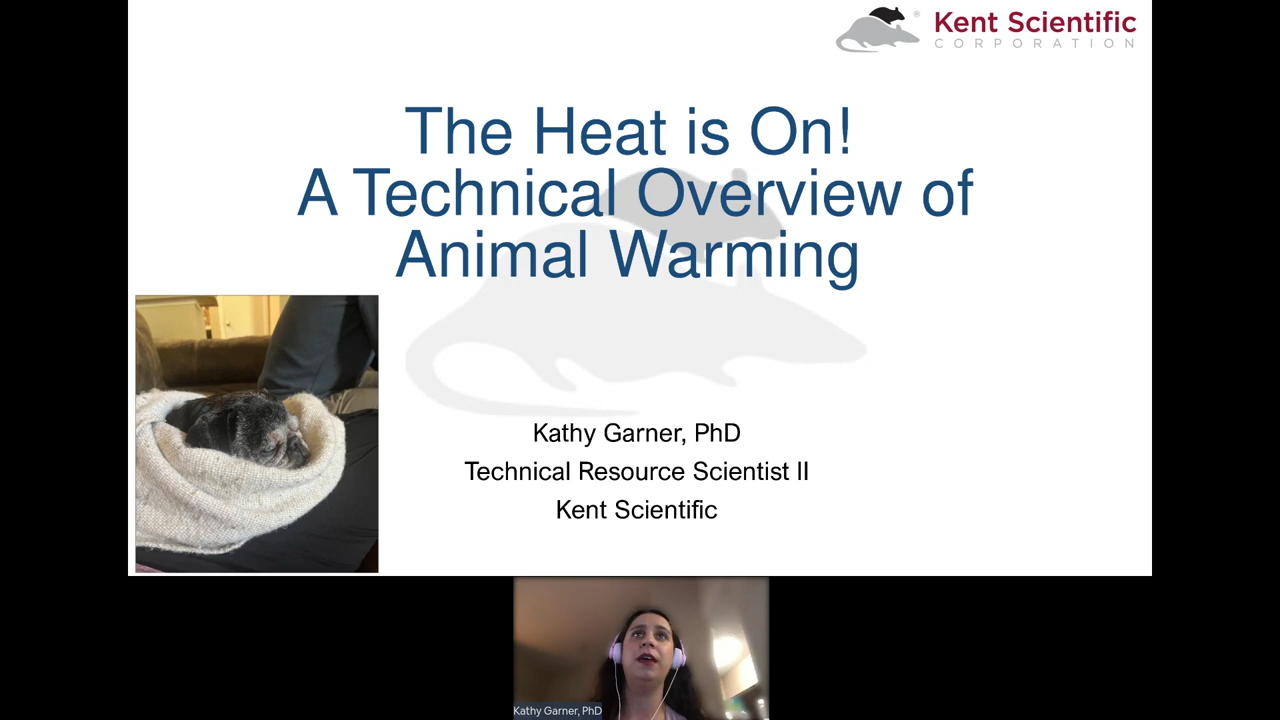 Kent Scientific
CORPORATION
The Heat is On!
A Technical Overview of
Animal Warming
Kathy Garner, PhD
Technical Resource Scientist II
Kent Scientific
Kathy Garner, PhD